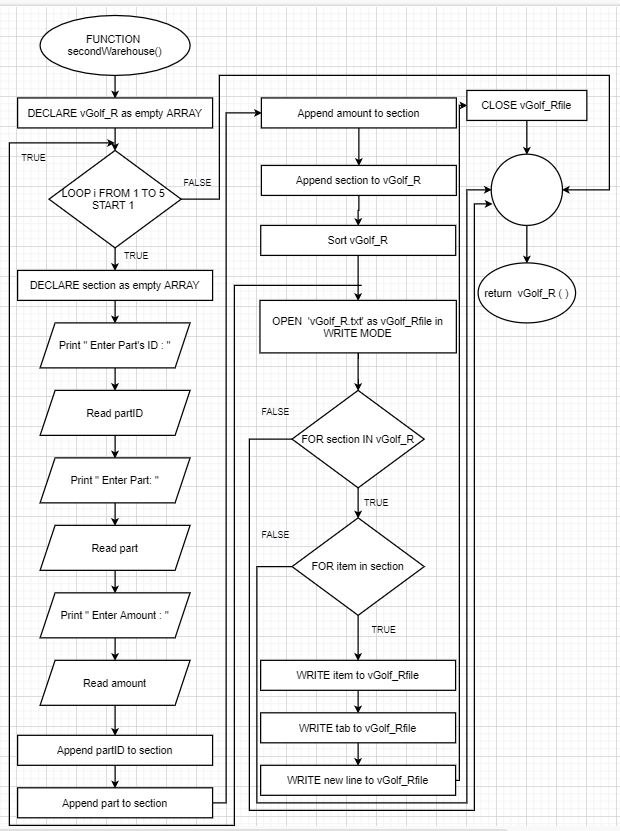 FUNCTION
secondWarehouse()
DECLARE vGolf_R as empty ARRAY
TRUE
LOOP i FROM 1 TO 5
START 1
FALSE
TRUE
DECLARE section as empty ARRAY
Print " Enter Part's ID : "
Read partID
Print " Enter Part: "
Read part
Print " Enter Amount : "
Read amount
Append partID to section
Append part to section
Append amount to section
Append section to vGolf_R
Sort vGolf_R
OPEN 'vGolf_R.txt' as vGolf_Rfile in
WRITE MODE
FALSE
FOR section IN vGolf_R
TRUE
FALSE
FOR item in section
TRUE
WRITE item to vGolf_Rfile
WRITE tab to vGolf_Rfile
WRITE new line to vGolf_Rfile
CLOSE vGolf_Rfile
return vGolf_R ( )